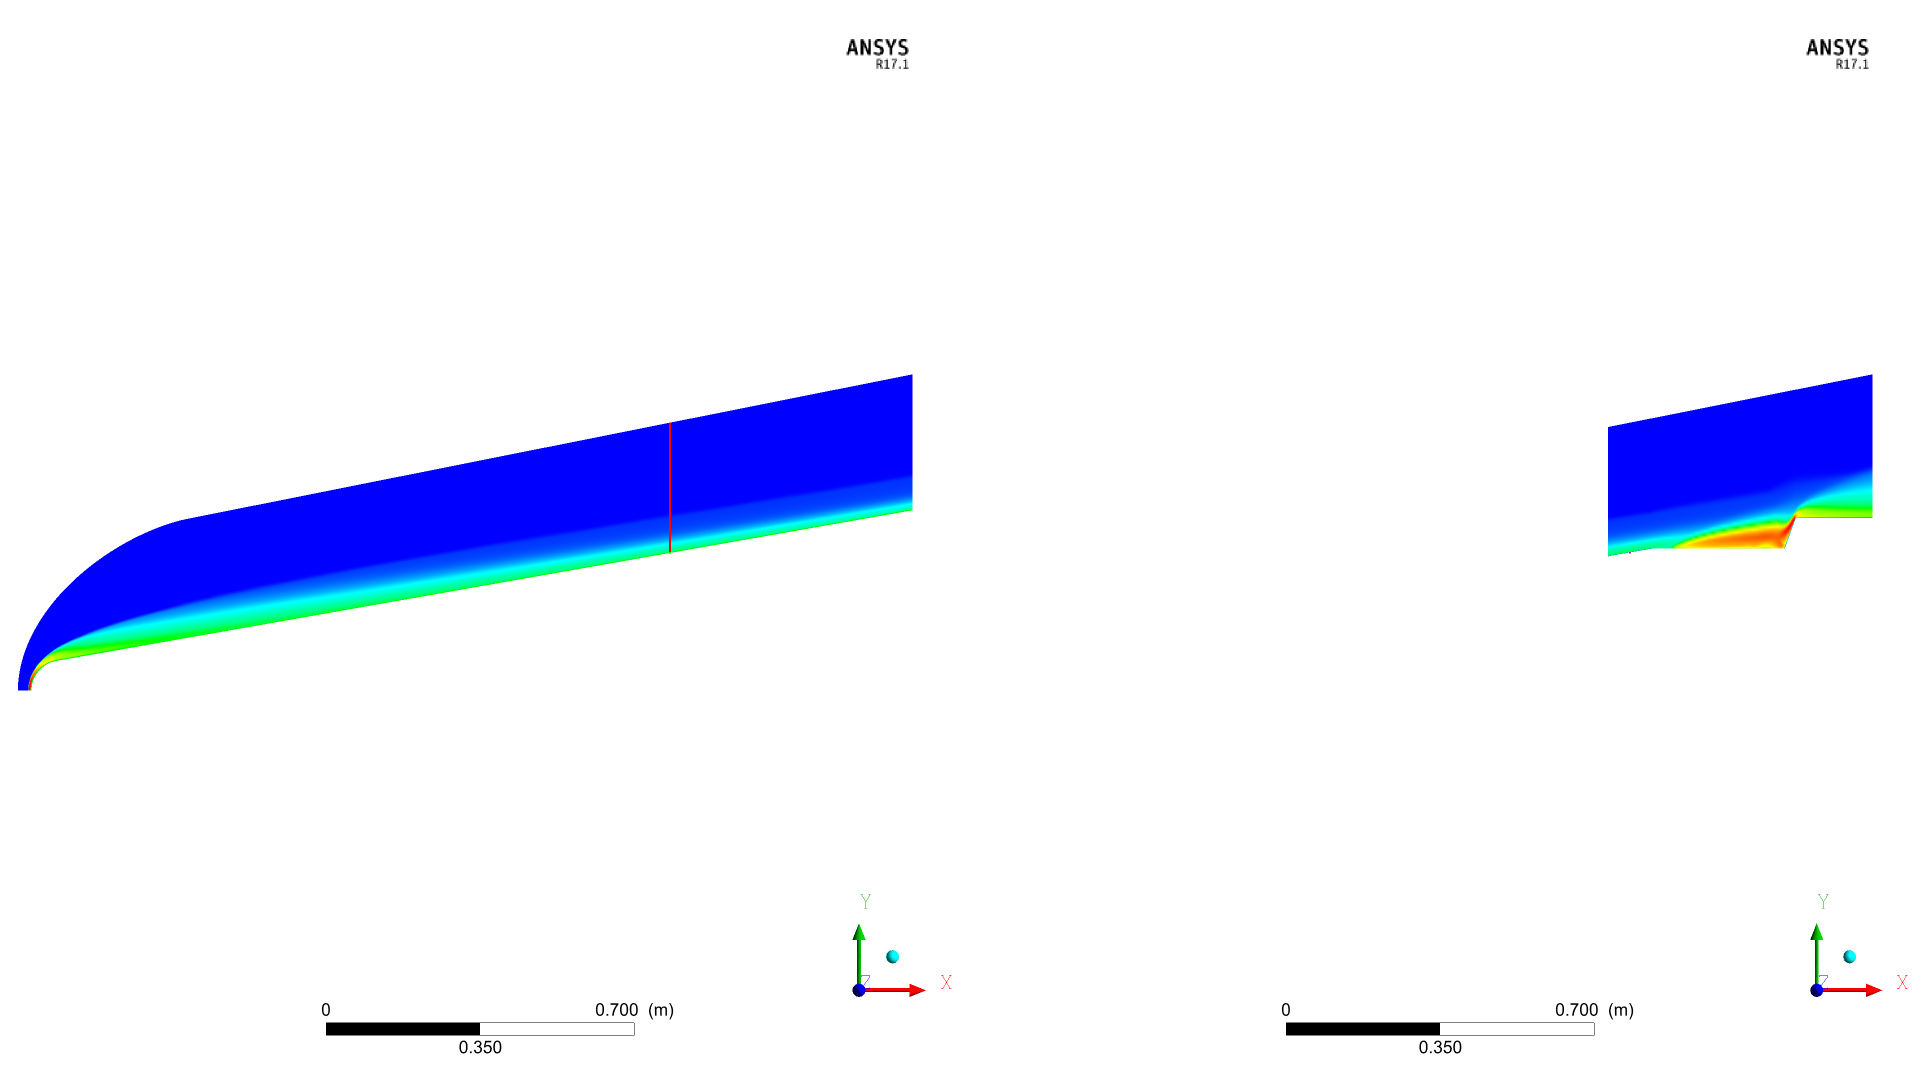 ANSYS
R17.1
Y
Z
X
0 0.700 (m)
0.350
ANSYS
R17.1
Y
Z
X
0 0.700 (m)
0.350